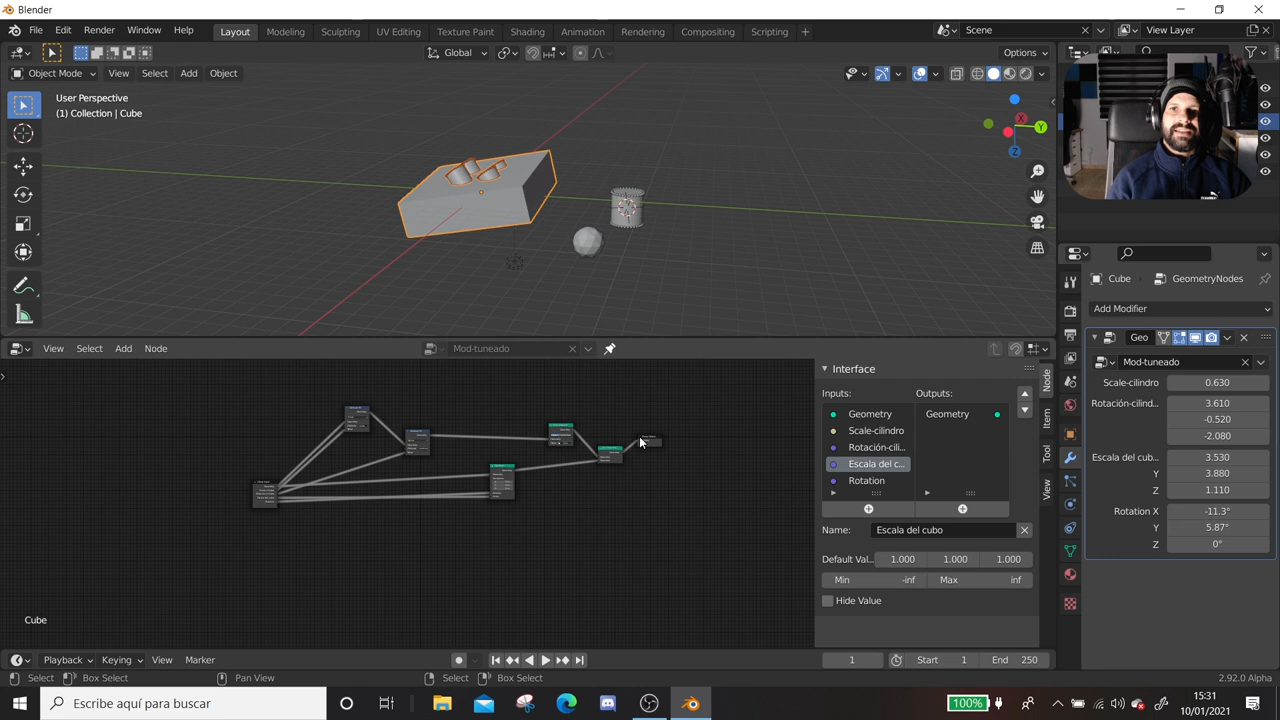 Blender
File Edit Render Window Help
Layout Modeling Sculpting UV Editing Texture Paint Shading Animation Rendering Compositing Scripting +
Scene
View Layer
Global
Options
Object Mode View Select Add Object
User Perspective
(1) Collection | Cube
X
Y
Z
View Select Add Node
Mod-tuneado
Interface
Inputs: Outputs:
Geometry Geometry
Scale-cilindro
Rotación-cili...
Escala del c...
Rotation
Name: Escala del cubo
Default Val... 1.000 1.000 1.000
Min -inf Max inf
Hide Value
Node
Item
Tool
View
Cube
Cube GeometryNodes
Add Modifier
Geo
Mod-tuneado
Scale-cilindro 0.630
Rotación-cilind... 3.610
-0.520
-2.080
Escala del cub... 3.530
Y 3.880
Z 1.110
Rotation X -11.3°
Y 5.87°
Z 0°
Playback Keying View Marker
1 Start 1 End 250
Select Box Select Pan View Select Box Select
2.92.0 Alpha
Escribe aquí para buscar
100%
15:31
10/01/2021